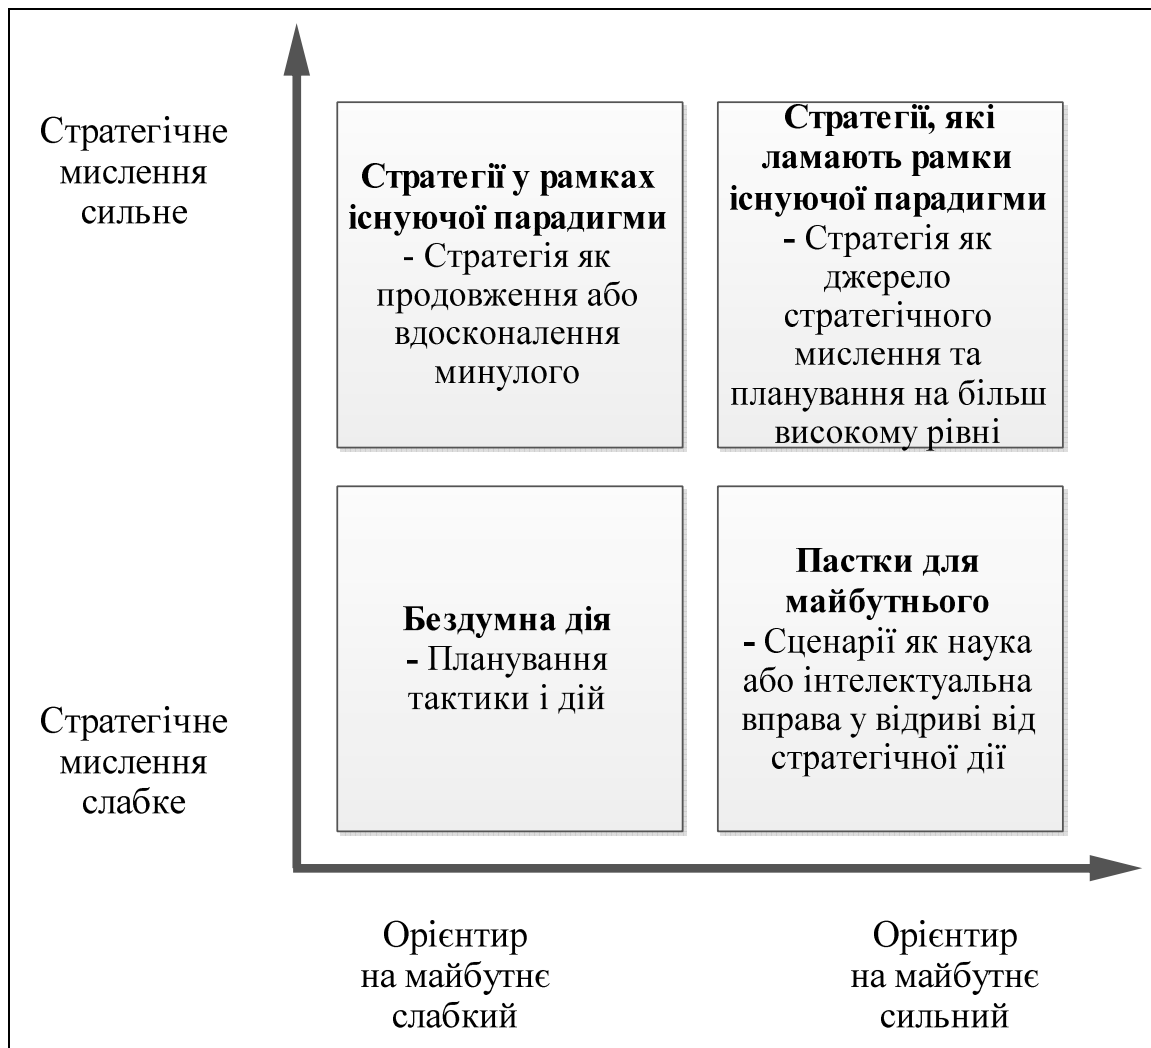 Стратегічне
мислення
сильне
Стратегії у рамках
існуючої парадигми
- Стратегія як
продовження або
вдосконалення
минулого
Стратегії, які
ламають рамки
існуючої парадигми
- Стратегія як
джерело
стратегічного
мислення та
планування на більш
високому рівні
Стратегічне
мислення
слабке
Бездумна дія
- Планування
тактики і дій
Пастки для
майбутнього
- Сценарії як наука
або інтелектуальна
вправа у відриві від
стратегічної дії
Орієнтир
на майбутнє
слабкий
Орієнтир
на майбутнє
сильний